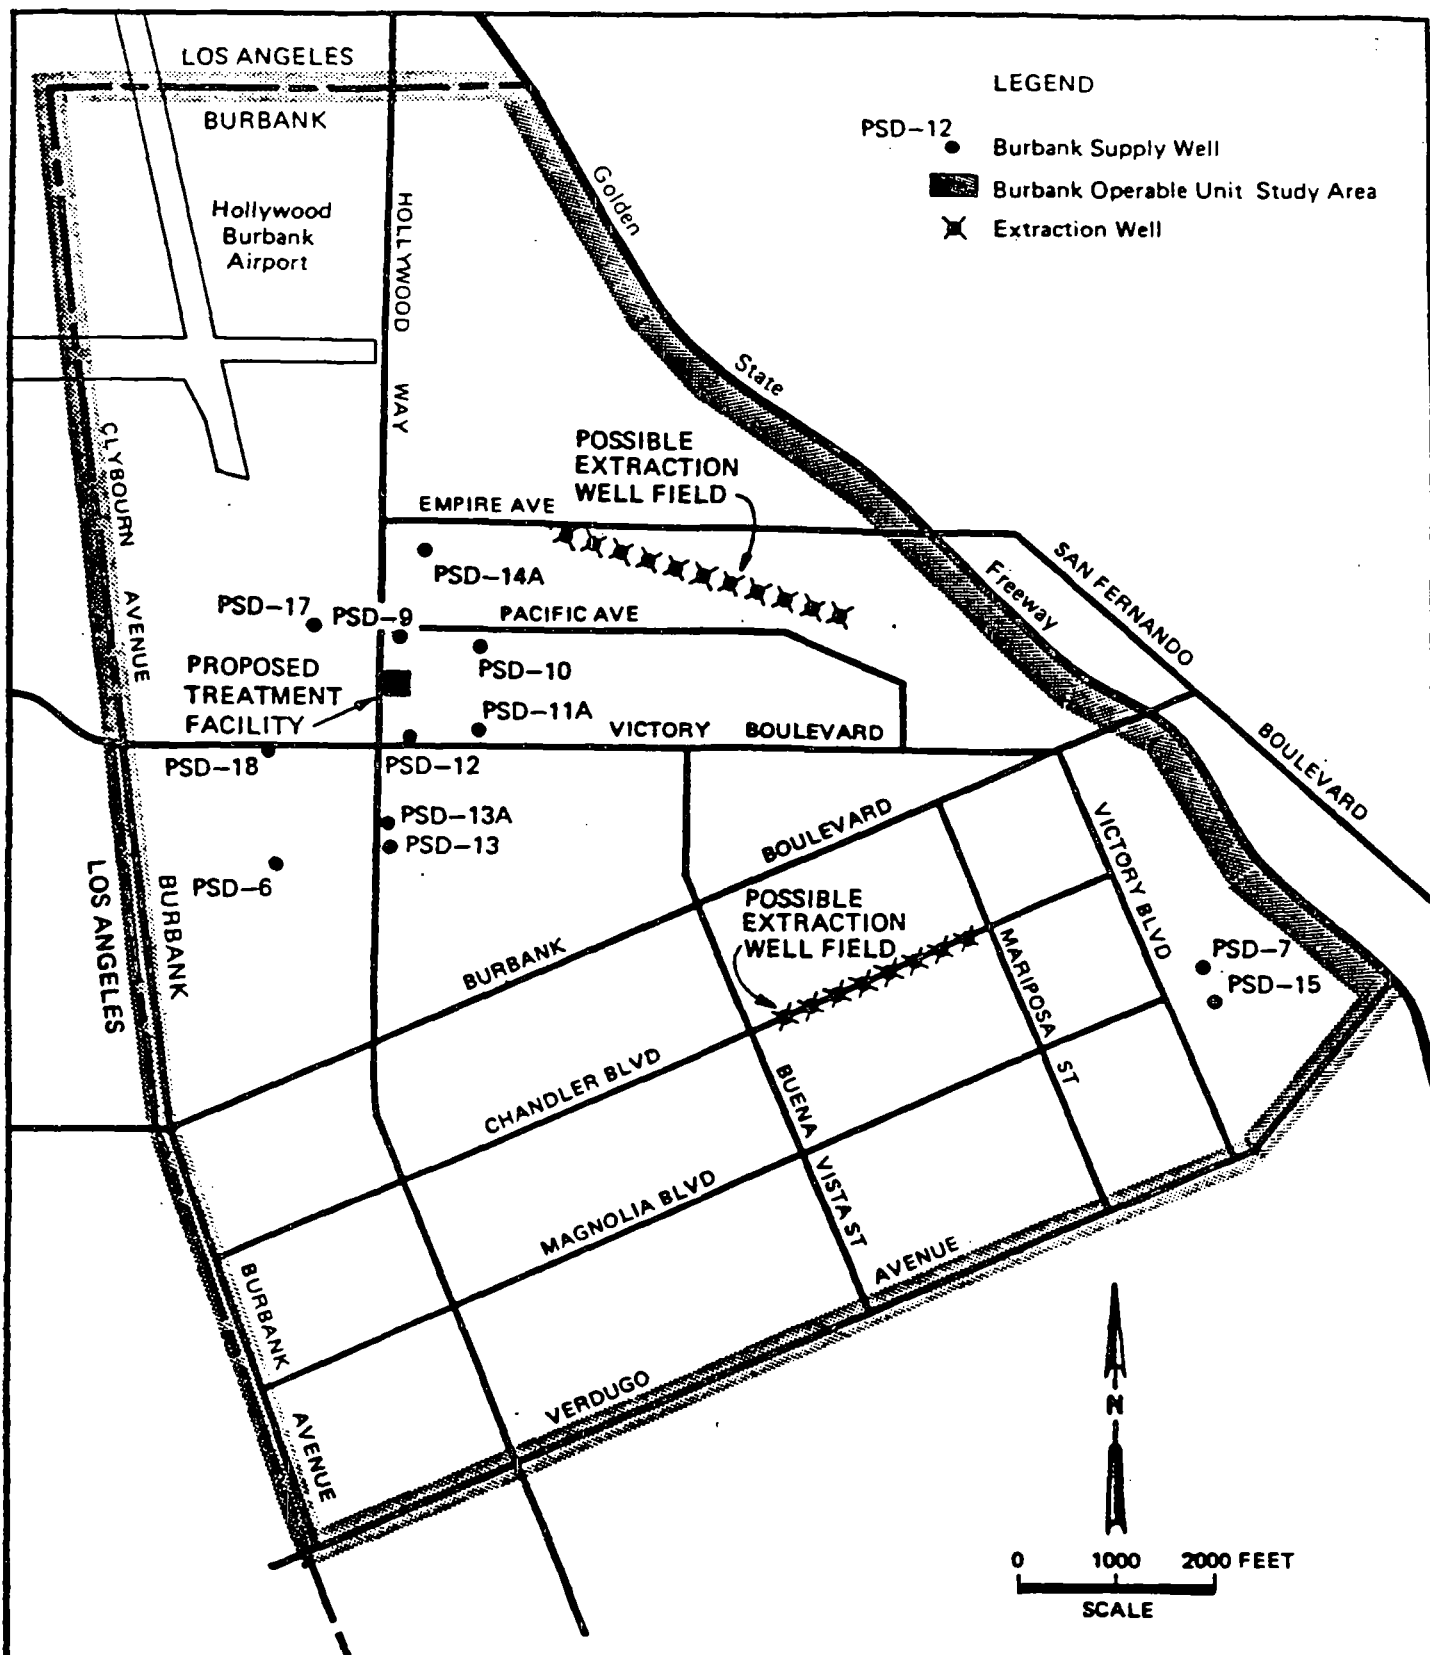 LOS ANGELES
BURBANK
LEGEND
PSD-12
Burbank Supply Well
Burbank Operable Unit Study Area
Extraction Well
Hollywood
Burbank
Airport
HOLLYWOOD WAY
Golden State Freeway
CLYBOURN AVENUE
POSSIBLE
EXTRACTION
WELL FIELD
EMPIRE AVE
PSD-14A
SAN FERNANDO BOULEVARD
PSD-17
PSD-9
PACIFIC AVE
PSD-10
PROPOSED
TREATMENT
FACILITY
PSD-11A
VICTORY BOULEVARD
PSD-18
PSD-12
PSD-13A
PSD-13
PSD-6
LOS ANGELES
BURBANK
BURBANK BOULEVARD
VICTORY BLVD
POSSIBLE
EXTRACTION
WELL FIELD
MARIPOSA ST
PSD-7
PSD-15
CHANDLER BLVD
BUENA VISTA ST
MAGNOLIA BLVD
BURBANK
AVENUE
VERDUGO AVENUE
N
0 1000 2000 FEET
SCALE